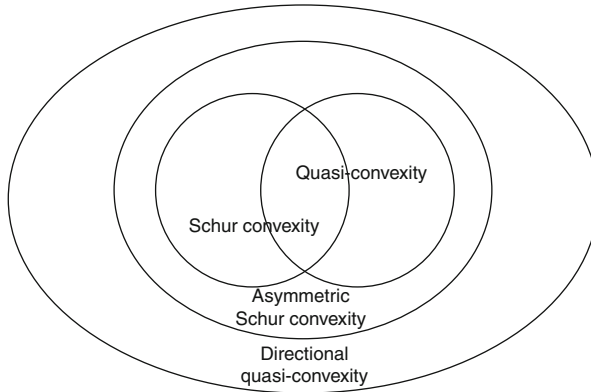 Quasi-convexity
Schur convexity
Asymmetric
Schur convexity
Directional
quasi-convexity